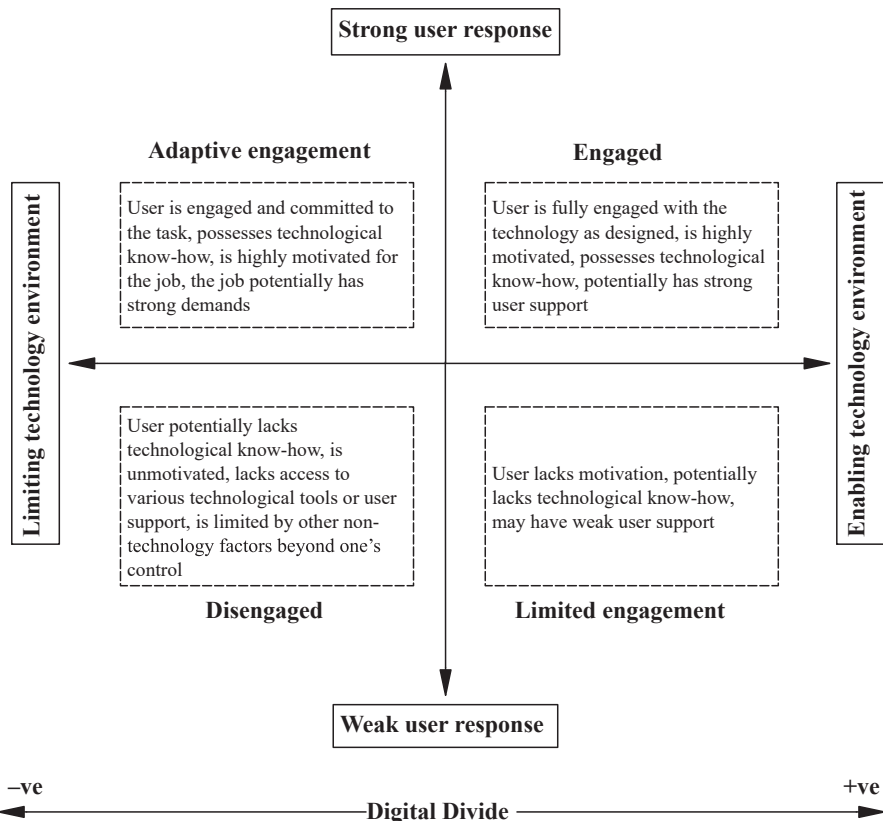 Strong user response
Adaptive engagement
Engaged
Limiting technology environment
User is engaged and committed to
the task, possesses technological
know-how, is highly motivated for
the job, the job potentially has
strong demands
User is fully engaged with the
technology as designed, is highly
motivated, possesses technological
know-how, potentially has strong
user support
Enabling technology environment
User potentially lacks
technological know-how, is
unmotivated, lacks access to
various technological tools or user
support, is limited by other non-
technology factors beyond one's
control
User lacks motivation, potentially
lacks technological know-how,
may have weak user support
Disengaged
Limited engagement
Weak user response
–ve
+ve
Digital Divide